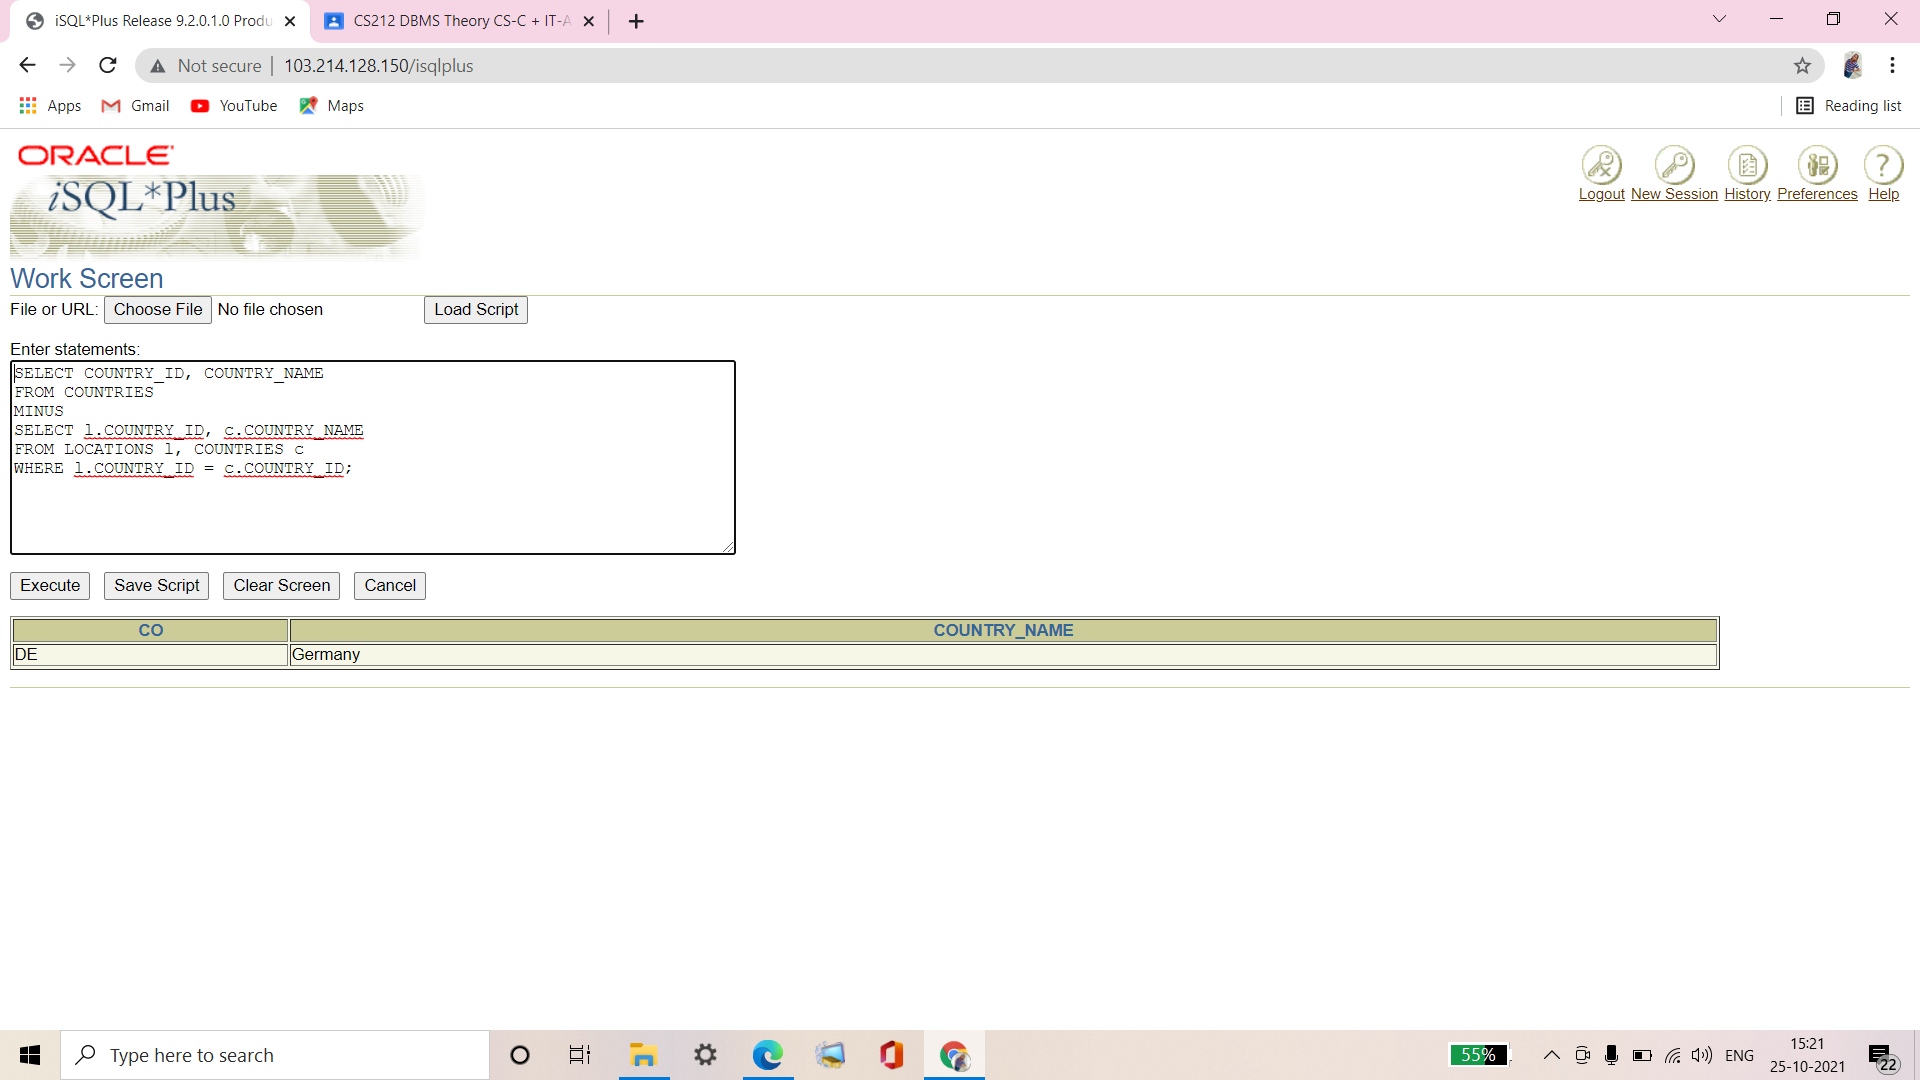 iSQL*Plus Release 9.2.0.1.0 Produ
CS212 DBMS Theory CS-C + IT-A
Not secure | 103.214.128.150/isqlplus
Apps Gmail YouTube Maps Reading list
ORACLE
iSQL*Plus
Logout New Session History Preferences Help
Work Screen
File or URL: Choose File No file chosen Load Script
Enter statements:
SELECT COUNTRY_ID, COUNTRY_NAME
FROM COUNTRIES
MINUS
SELECT l.COUNTRY_ID, c.COUNTRY_NAME
FROM LOCATIONS l, COUNTRIES c
WHERE l.COUNTRY_ID = c.COUNTRY_ID;
Execute Save Script Clear Screen Cancel
CO COUNTRY_NAME
DE Germany
Type here to search
55%
ENG
15:21
25-10-2021
22